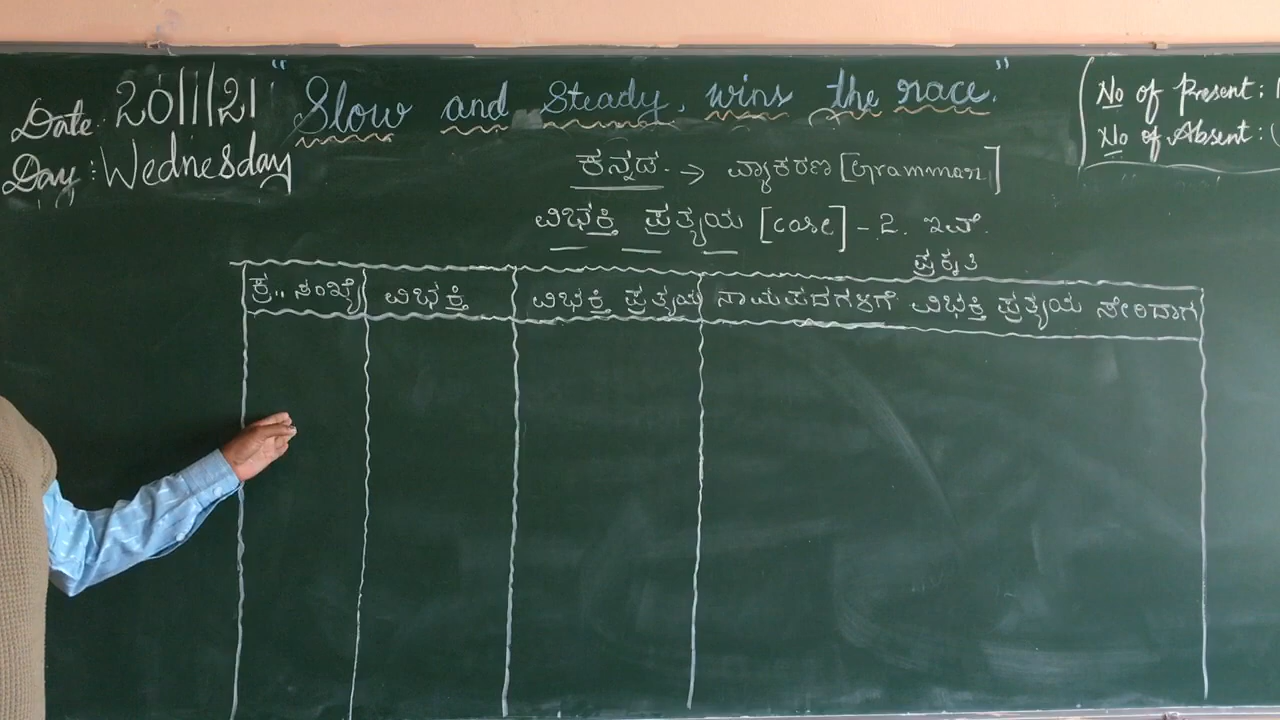 Date: 20/1/21
"Slow and Steady, wins the race."
No of Present:
Day: Wednesday
No of Absent:
ಕನ್ನಡ. → ವ್ಯಾಕರಣ [Grammar]
ವಿಭಕ್ತಿ ಪ್ರತ್ಯಯ [case] - 2.
ಪ್ರಕೃತಿ
ಕ್ರ.. ಸಂಖ್ಯೆ ವಿಭಕ್ತಿ ವಿಭಕ್ತಿ ಪ್ರತ್ಯಯ ನಾಮಪದಗಳಿಗೆ ವಿಭಕ್ತಿ ಪ್ರತ್ಯಯ ಸೇರಿದಾಗ